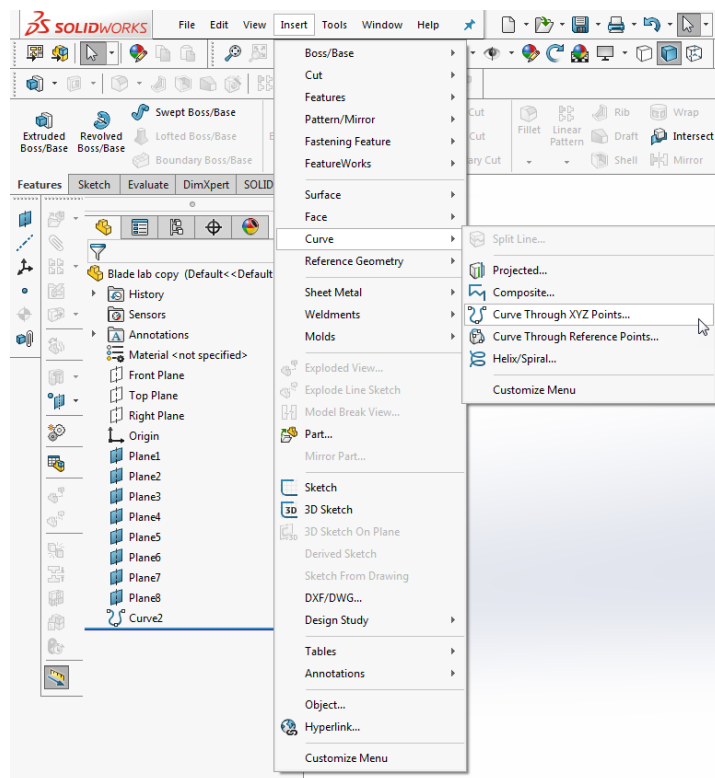 SOLIDWORKS File Edit View Insert Tools Window Help
Extruded Boss/Base
Revolved Boss/Base
Swept Boss/Base
Lofted Boss/Base
Boundary Boss/Base
Cut
Cut
ary Cut
Fillet
Linear Pattern
Rib
Draft
Shell
Wrap
Intersect
Mirror
Features Sketch Evaluate DimXpert SOLID
Blade lab copy (Default<<Default
History
Sensors
Annotations
Material <not specified>
Front Plane
Top Plane
Right Plane
Origin
Plane1
Plane2
Plane3
Plane4
Plane5
Plane6
Plane7
Plane8
Curve2
Boss/Base
Cut
Features
Pattern/Mirror
Fastening Feature
FeatureWorks
Surface
Face
Curve
Reference Geometry
Sheet Metal
Weldments
Molds
Exploded View...
Explode Line Sketch
Model Break View...
Part...
Mirror Part...
Sketch
3D 3D Sketch
3D Sketch On Plane
Derived Sketch
Sketch From Drawing
DXF/DWG...
Design Study
Tables
Annotations
Object...
Hyperlink...
Customize Menu
Split Line...
Projected...
Composite...
Curve Through XYZ Points...
Curve Through Reference Points...
Helix/Spiral...
Customize Menu